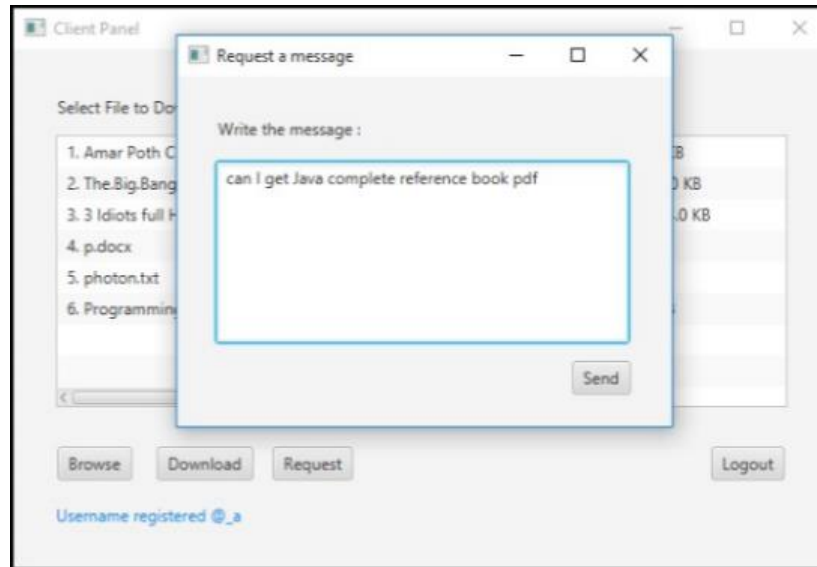 Client Panel
Request a message
Select File to Do
Write the message :
can I get Java complete reference book pdf
1. Amar Poth C
KB
2. The.Big.Bang
0 KB
3. 3 Idiots full H
.0 KB
4. p.docx
5. photon.txt
6. Programming
Send
Browse
Download
Request
Logout
Username registered @_a